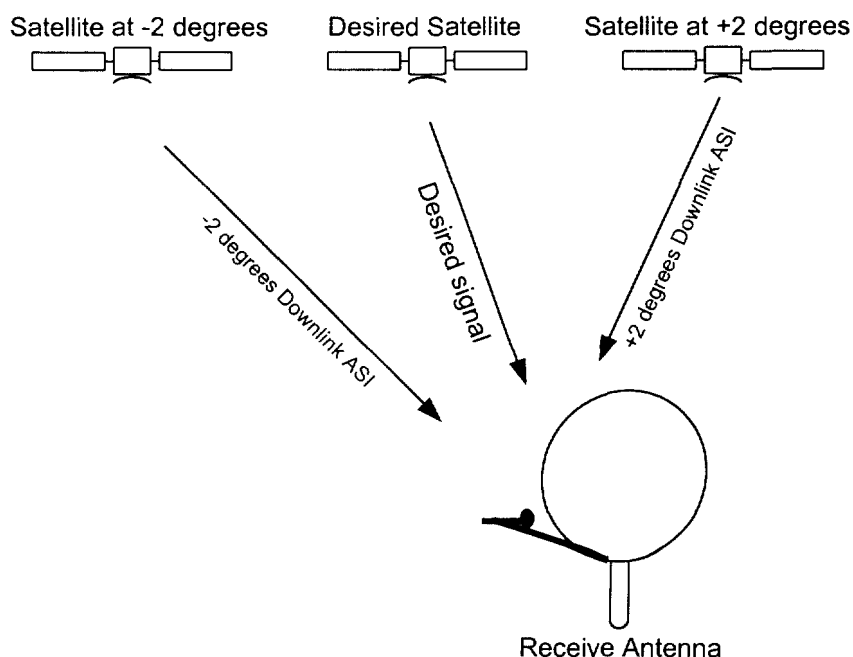 Satellite at -2 degrees
Desired Satellite
Satellite at +2 degrees
-2 degrees Downlink ASI
Desired signal
+2 degrees Downlink ASI
Receive Antenna